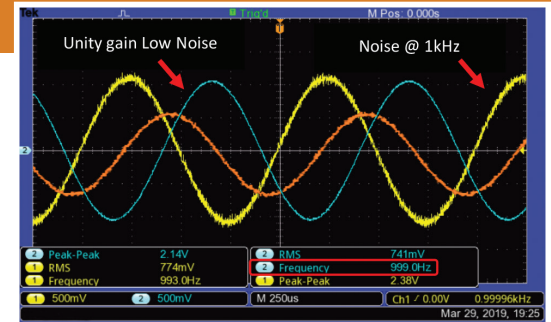 Tek Trig'd M Pos: 0.000s
Unity gain Low Noise
Noise @ 1kHz
2
2 Peak-Peak 2.14V
1 RMS 774mV
1 Frequency 993.0Hz
2 RMS 741mV
2 Frequency 999.0Hz
1 Peak-Peak 2.38V
1 500mV 2 500mV M 250us Ch1 0.00V 0.99996kHz
Mar 29, 2019, 19:25